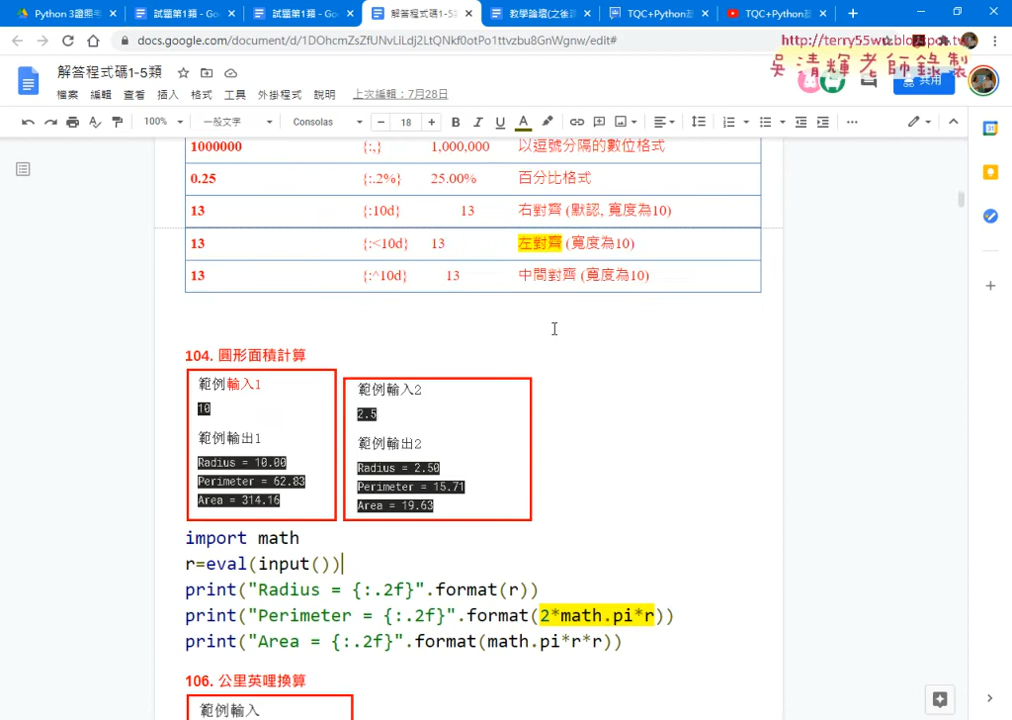 Python 3證照
試題第1類 - Go
試題第1類 - Go
解答程式碼1-5
教學論壇(之後
TQC+Python
TQC+Python
docs.google.com/document/d/1DOhcmZsZfUNvLiLdj2LtQNkf0otPo1ttvzbu8GnWgnw/edit#
http://terry55wu.blogspot.tw
吳清輝老師錄製
解答程式碼1-5類
共用
檔案 編輯 查看 插入 格式 工具 外掛程式 說明 上次編輯：7月28日
100% 一般文字 Consolas 18 B I U A
1000000 {:,} 1,000,000 以逗號分隔的數位格式
0.25 {:.2%} 25.00% 百分比格式
13 {:10d} 13 右對齊 (默認, 寬度為10)
13 {:<10d} 13 左對齊 (寬度為10)
13 {:^10d} 13 中間對齊 (寬度為10)
104. 圓形面積計算
範例輸入1
10
範例輸出1
Radius = 10.00
Perimeter = 62.83
Area = 314.16
範例輸入2
2.5
範例輸出2
Radius = 2.50
Perimeter = 15.71
Area = 19.63
import math
r=eval(input())
print("Radius = {:.2f}".format(r))
print("Perimeter = {:.2f}".format(2*math.pi*r))
print("Area = {:.2f}".format(math.pi*r*r))
106. 公里英哩換算
範例輸入